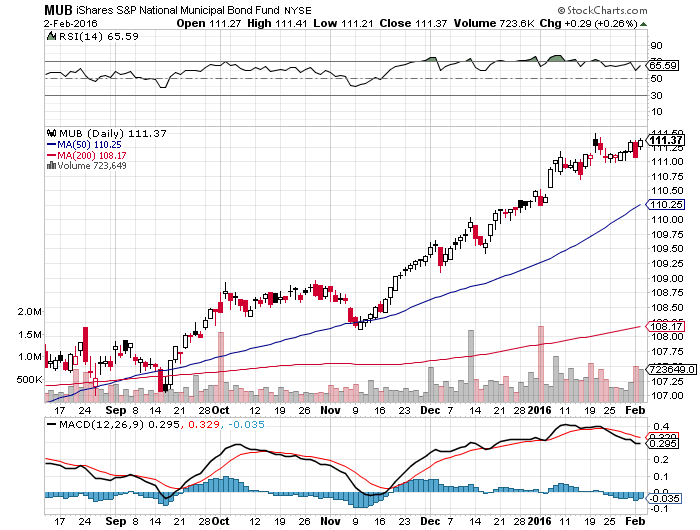 MUB iShares S&P National Municipal Bond Fund NYSE © StockCharts.com
2-Feb-2016 Open 111.27 High 111.41 Low 111.21 Close 111.37 Volume 723.6K Chg +0.29 (+0.26%)
RSI(14) 65.59
90
70
65.59
50
30
10
MUB (Daily) 111.37
MA(50) 110.25
MA(200) 108.17
Volume 723,649
111.50
111.37
111.25
111.00
110.75
110.50
110.25
110.00
109.75
109.50
109.25
109.00
108.75
108.50
108.25
108.17
108.00
107.75
107.50
723649.0
107.25
107.00
2.0M
1.5M
1.0M
500K
17 24 Sep 8 14 21 28 Oct 12 19 26 Nov 9 16 23 Dec 7 14 21 28 2016 11 19 25 Feb
MACD(12,26,9) 0.295, 0.329, -0.035
0.4
0.329
0.295
0.2
0.1
-0.035
-0.1
17 24 Sep 8 14 21 28 Oct 12 19 26 Nov 9 16 23 Dec 7 14 21 28 2016 11 19 25 Feb